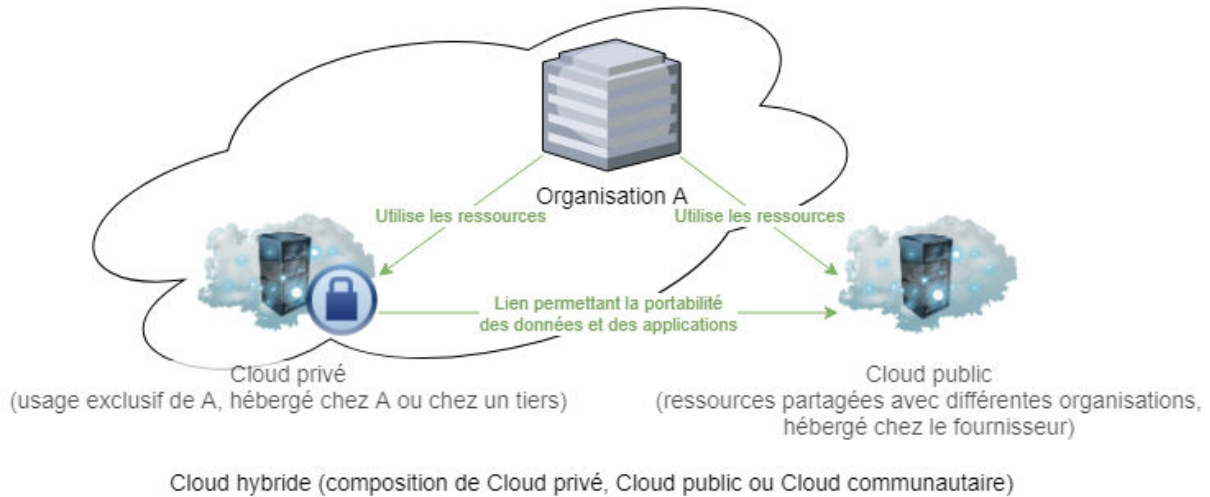 Organisation A
Utilise les ressources
Utilise les ressources
Lien permettant la portabilité
des données et des applications
Cloud privé
(usage exclusif de A, hébergé chez A ou chez un tiers)
Cloud public
(ressources partagées avec différentes organisations,
hébergé chez le fournisseur)
Cloud hybride (composition de Cloud privé, Cloud public ou Cloud communautaire)